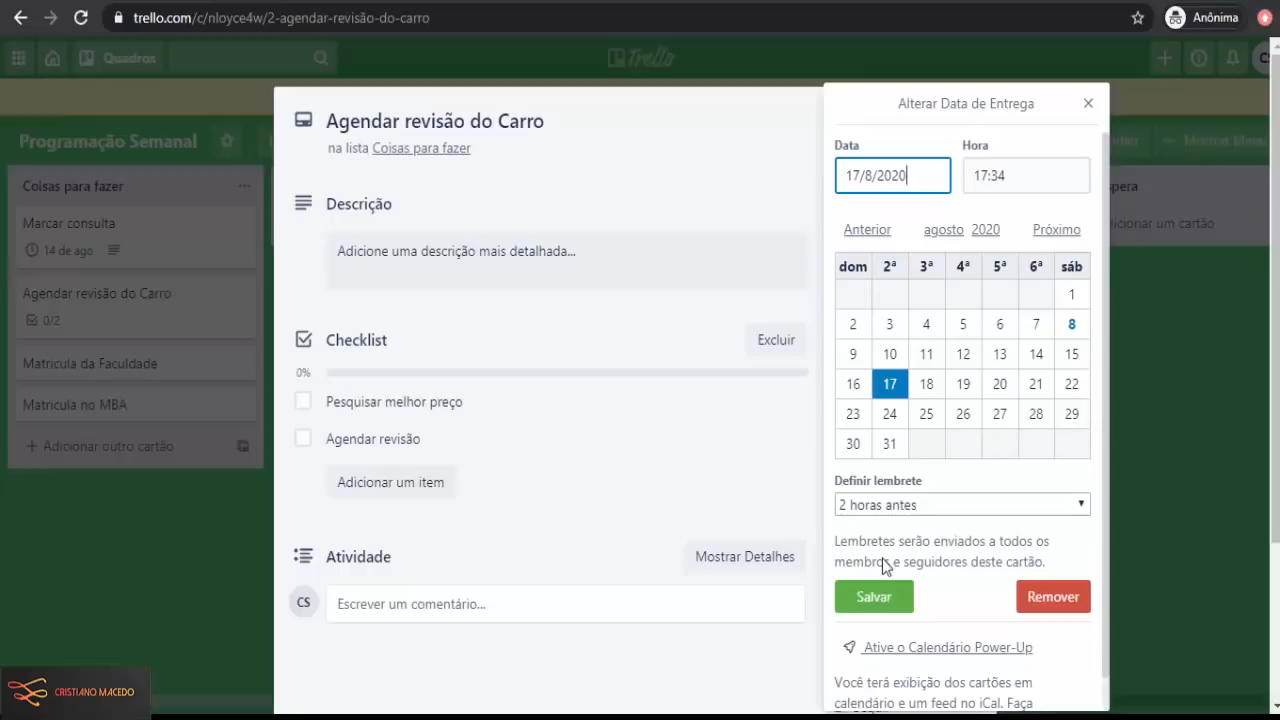 trello.com/c/nloyce4w/2-agendar-revisão-do-carro
Anônima
Quadros
Trello
Programação Semanal
Coisas para fazer
Marcar consulta
14 de ago
Agendar revisão do Carro
0/2
Matricula da Faculdade
Matricula no MBA
+ Adicionar outro cartão
Agendar revisão do Carro
na lista Coisas para fazer
Descrição
Adicione uma descrição mais detalhada...
Checklist
Excluir
0%
Pesquisar melhor preço
Agendar revisão
Adicionar um item
Atividade
Mostrar Detalhes
CS
Escrever um comentário...
Alterar Data de Entrega
Data Hora
17/8/2020 17:34
Anterior agosto 2020 Próximo
dom 2ª 3ª 4ª 5ª 6ª sáb
1
2 3 4 5 6 7 8
9 10 11 12 13 14 15
16 17 18 19 20 21 22
23 24 25 26 27 28 29
30 31
Definir lembrete
2 horas antes
Lembretes serão enviados a todos os
membros e seguidores deste cartão.
Salvar Remover
Ative o Calendário Power-Up
Você terá exibição dos cartões em
calendário e um feed no iCal. Faça
pera
icionar um cartão
CRISTIANO MACEDO